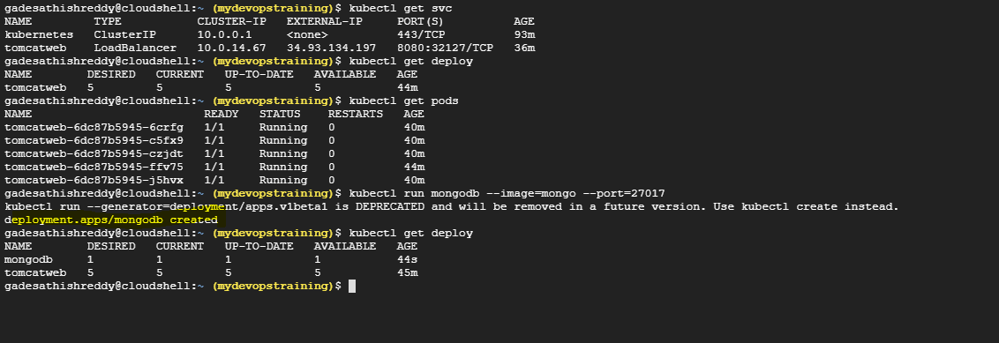 gadesathishreddy@cloudshell:~ (mydevopstraining)$ kubectl get svc
NAME TYPE CLUSTER-IP EXTERNAL-IP PORT(S) AGE
kubernetes ClusterIP 10.0.0.1 <none> 443/TCP 93m
tomcatweb LoadBalancer 10.0.14.67 34.93.134.197 8080:32127/TCP 36m
gadesathishreddy@cloudshell:~ (mydevopstraining)$ kubectl get deploy
NAME DESIRED CURRENT UP-TO-DATE AVAILABLE AGE
tomcatweb 5 5 5 5 44m
gadesathishreddy@cloudshell:~ (mydevopstraining)$ kubectl get pods
NAME READY STATUS RESTARTS AGE
tomcatweb-6dc87b5945-6crfg 1/1 Running 0 40m
tomcatweb-6dc87b5945-c5fx9 1/1 Running 0 40m
tomcatweb-6dc87b5945-czjdt 1/1 Running 0 40m
tomcatweb-6dc87b5945-ffv75 1/1 Running 0 44m
tomcatweb-6dc87b5945-j5hvx 1/1 Running 0 40m
gadesathishreddy@cloudshell:~ (mydevopstraining)$ kubectl run mongodb --image=mongo --port=27017
kubectl run --generator=deployment/apps.v1beta1 is DEPRECATED and will be removed in a future version. Use kubectl create instead.
deployment.apps/mongodb created
gadesathishreddy@cloudshell:~ (mydevopstraining)$ kubectl get deploy
NAME DESIRED CURRENT UP-TO-DATE AVAILABLE AGE
mongodb 1 1 1 1 44s
tomcatweb 5 5 5 5 45m
gadesathishreddy@cloudshell:~ (mydevopstraining)$